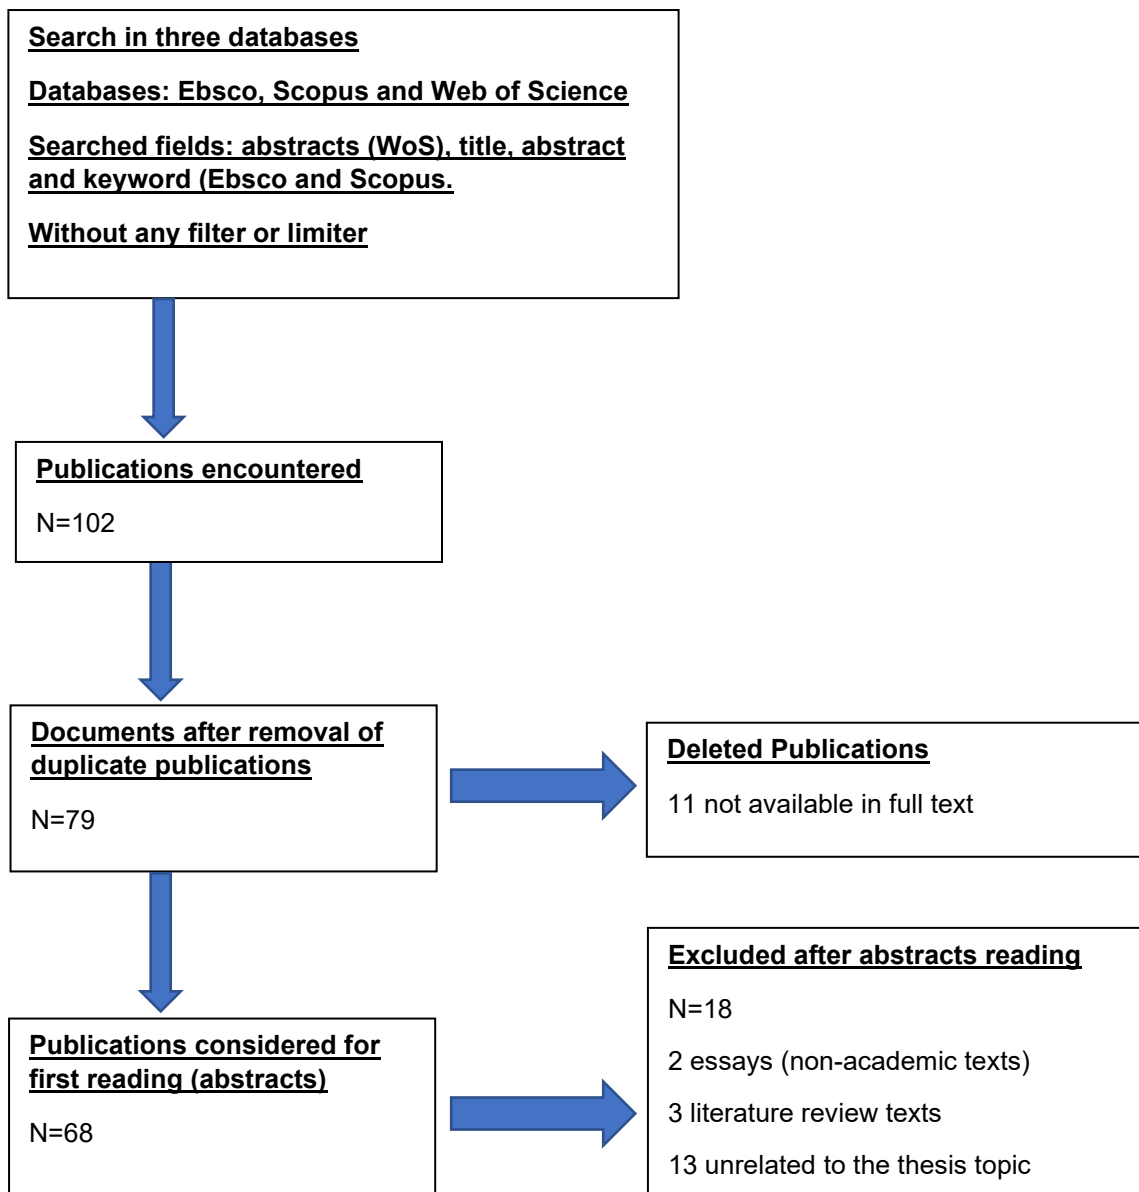 Search in three databases
Databases: Ebsco, Scopus and Web of Science
Searched fields: abstracts (WoS), title, abstract
and keyword (Ebsco and Scopus.
Without any filter or limiter
Publications encountered
N=102
Documents after removal of
duplicate publications
N=79
Deleted Publications
11 not available in full text
Publications considered for
first reading (abstracts)
N=68
Excluded after abstracts reading
N=18
2 essays (non-academic texts)
3 literature review texts
13 unrelated to the thesis topic